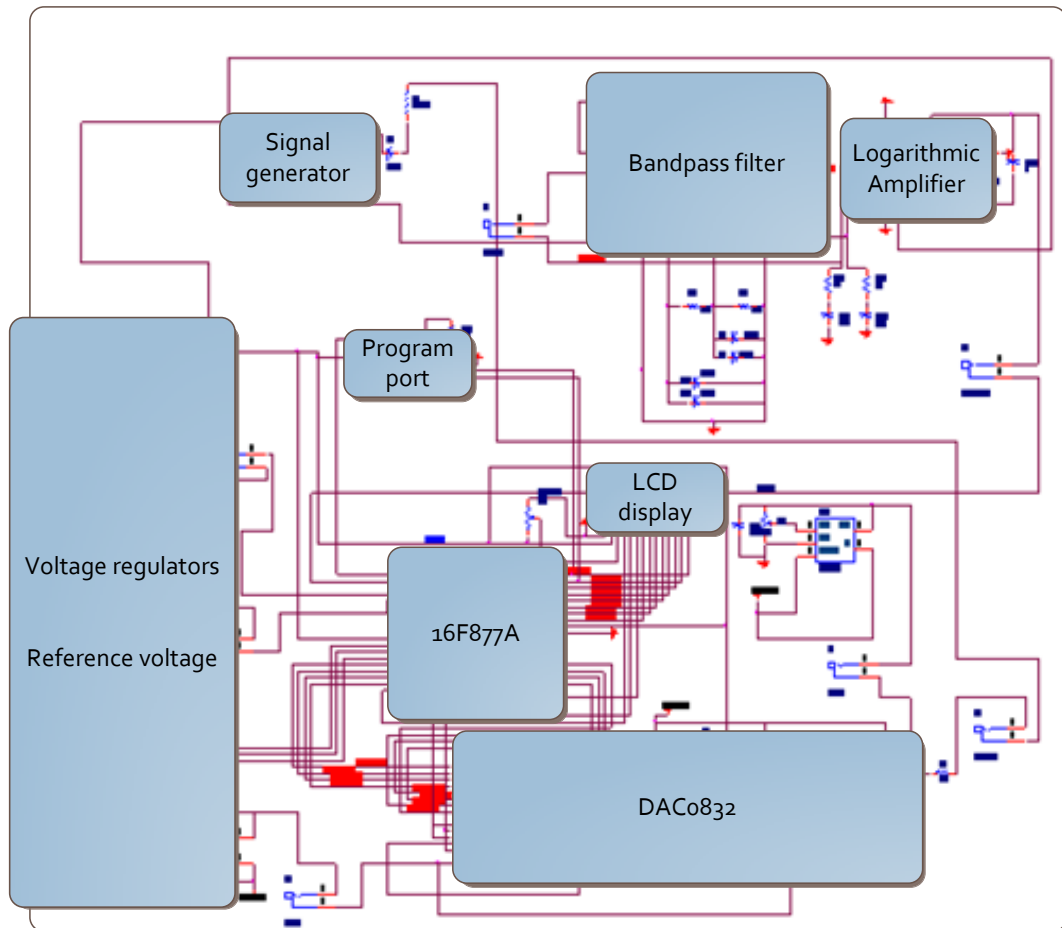 Signal
generator
Bandpass filter
Logarithmic
Amplifier
Program
port
LCD
display
Voltage regulators
Reference voltage
16F877A
DAC0832